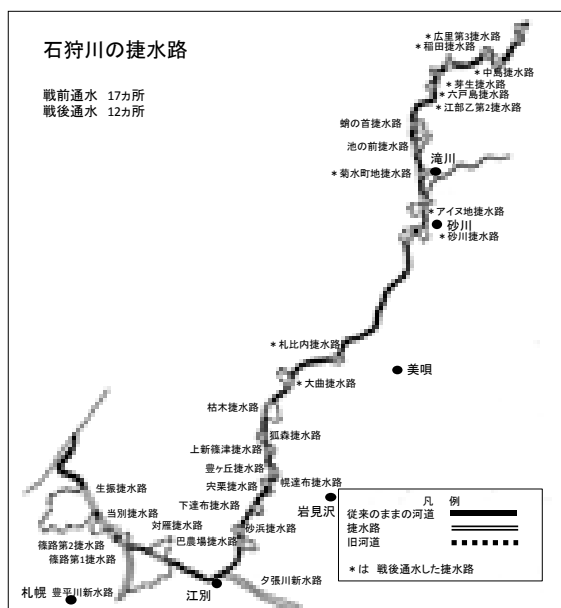 石狩川の捷水路
戦前通水 17カ所
戦後通水 12カ所
*広里第3捷水路
*稲田捷水路
*中島捷水路
*芽生捷水路
*六戸島捷水路
*江部乙第2捷水路
蛸の首捷水路
池の前捷水路
滝川
*菊水町地捷水路
*アイヌ地捷水路
砂川
*砂川捷水路
*札比内捷水路
美唄
*大曲捷水路
枯木捷水路
狐森捷水路
上新篠津捷水路
豊ヶ丘捷水路
宍粟捷水路
幌達布捷水路
生振捷水路
岩見沢
下達布捷水路
当別捷水路
対雁捷水路
砂浜捷水路
巴農場捷水路
篠路第2捷水路
篠路第1捷水路
夕張川新水路
江別
札幌
豊平川新水路
凡 例
従来のままの河道
捷水路
旧河道
*は 戦後通水した捷水路